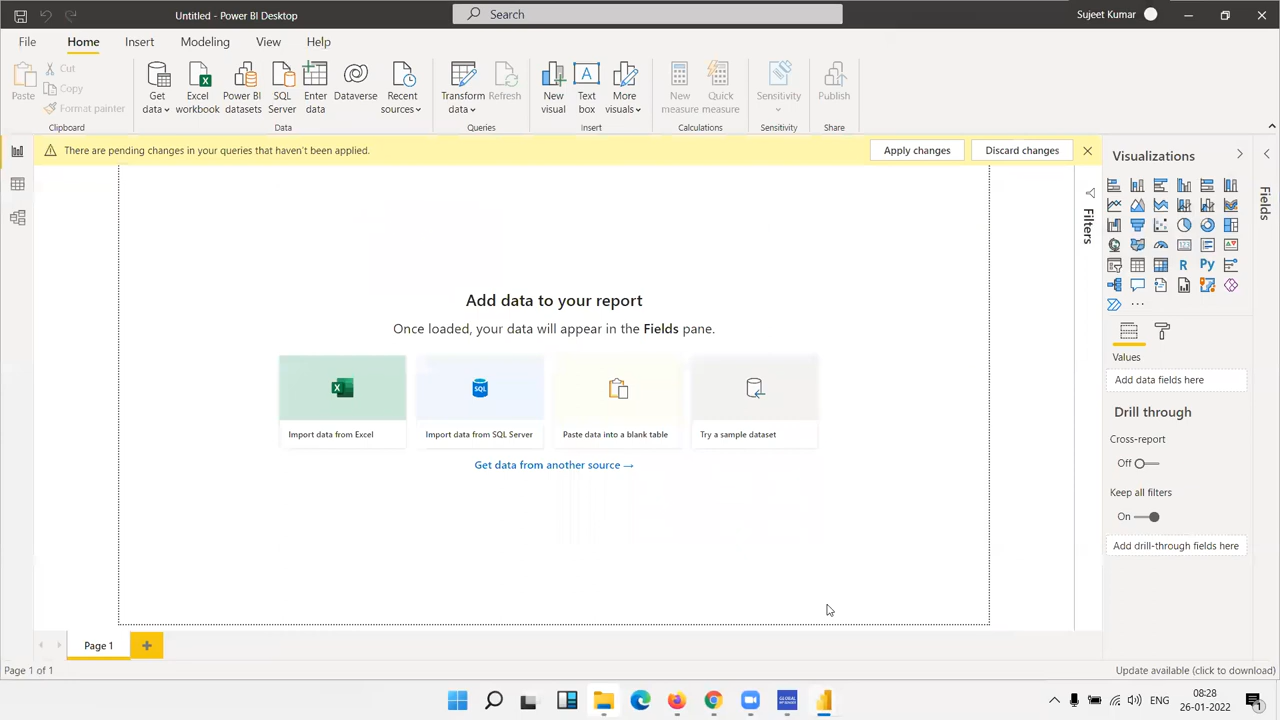 Untitled - Power BI Desktop
Search
Sujeet Kumar
File Home Insert Modeling View Help
Paste
Cut
Copy
Format painter
Clipboard
Get data
Excel workbook
Power BI datasets
SQL Server
Enter data
Dataverse
Recent sources
Data
Transform data
Refresh
Queries
New visual
Text box
More visuals
Insert
New measure
Quick measure
Calculations
Sensitivity
Sensitivity
Publish
Share
There are pending changes in your queries that haven't been applied.
Apply changes
Discard changes
Add data to your report
Once loaded, your data will appear in the Fields pane.
SQL
Import data from Excel
Import data from SQL Server
Paste data into a blank table
Try a sample dataset
Get data from another source →
Filters
Visualizations
R
Py
Values
Add data fields here
Drill through
Cross-report
Off
Keep all filters
On
Add drill-through fields here
Fields
Page 1
Page 1 of 1
Update available (click to download)
ENG
08:28
26-01-2022
1